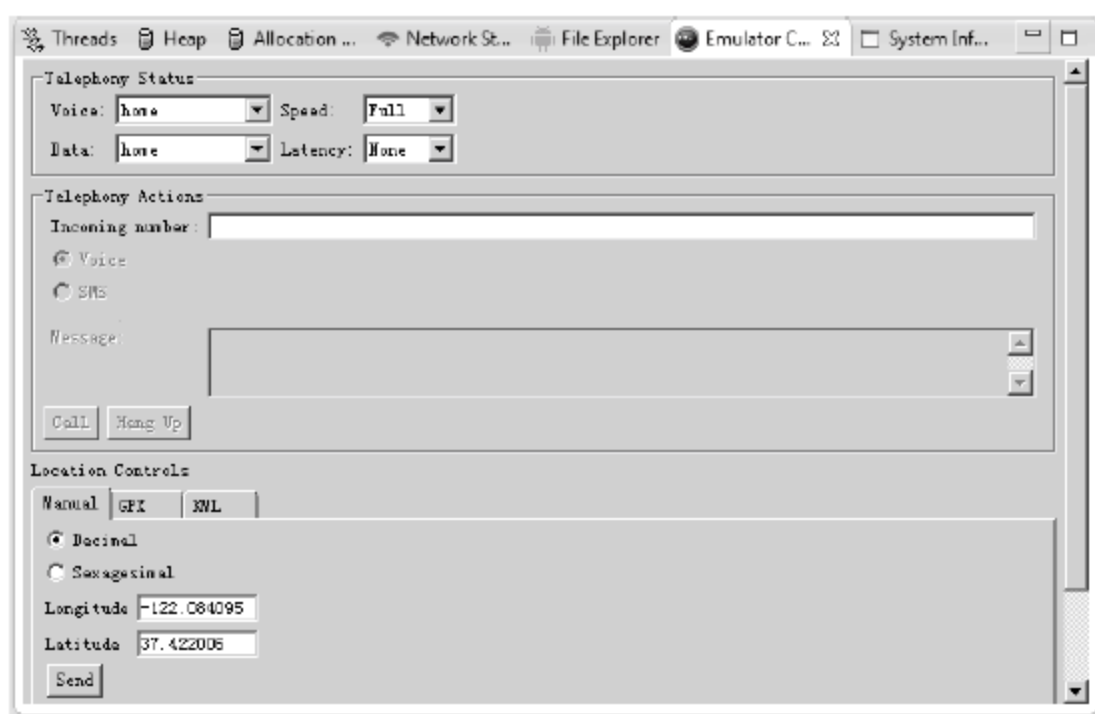 Threads Heap Allocation ... Network St... File Explorer Emulator C... System Inf...
Telephony Status
Voice: home Speed: Full
Data: home Latency: None
Telephony Actions
Incoming number:
Voice
SMS
Message:
Call Hang Up
Location Controls
Manual GPX KML
Decimal
Sexagesimal
Longitude -122.084095
Latitude 37.422006
Send